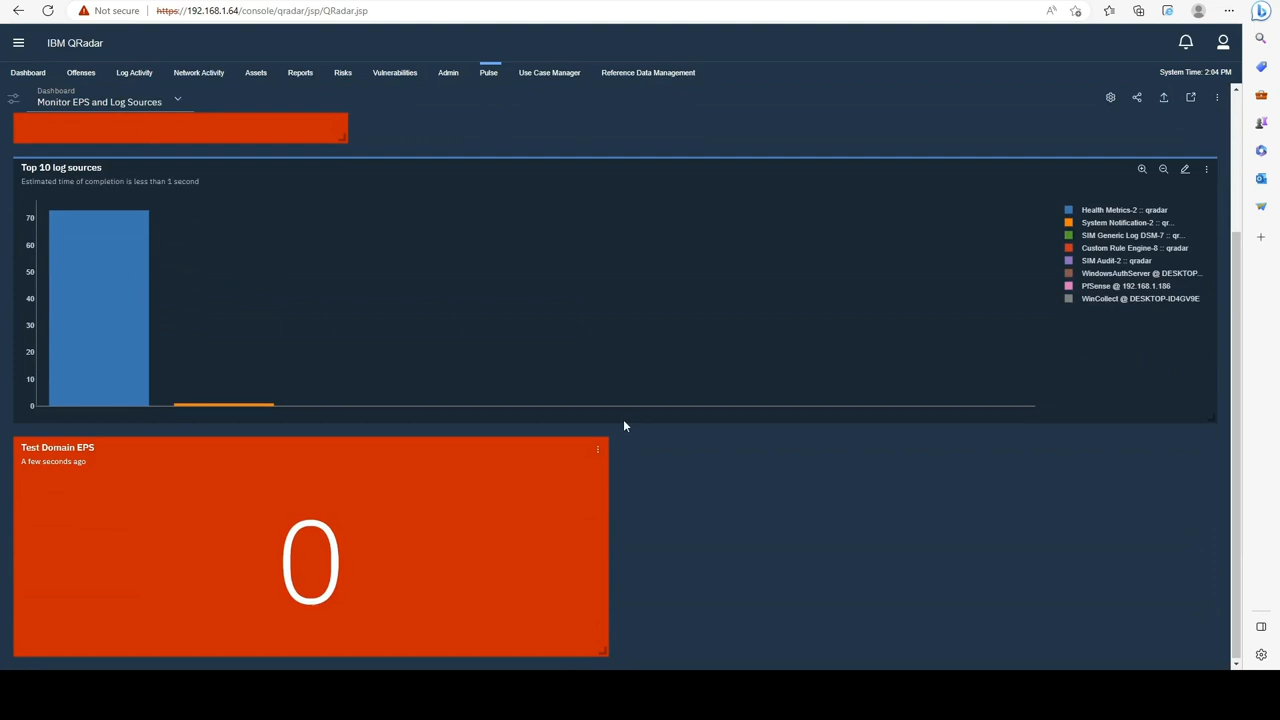 Not secure
https://192.168.1.64/console/qradar/jsp/QRadar.jsp
IBM QRadar
Dashboard Offenses Log Activity Network Activity Assets Reports Risks Vulnerabilities Admin Pulse Use Case Manager Reference Data Management System Time: 2:04 PM
Dashboard
Monitor EPS and Log Sources
Top 10 log sources
Estimated time of completion is less than 1 second
70
60
50
40
30
20
10
0
Health Metrics-2 :: qradar
System Notification-2 :: qr...
SIM Generic Log DSM-7 :: qr...
Custom Rule Engine-8 :: qradar
SIM Audit-2 :: qradar
WindowsAuthServer @ DESKTOP...
PfSense @ 192.168.1.186
WinCollect @ DESKTOP-ID4GV9E
Test Domain EPS
A few seconds ago
0